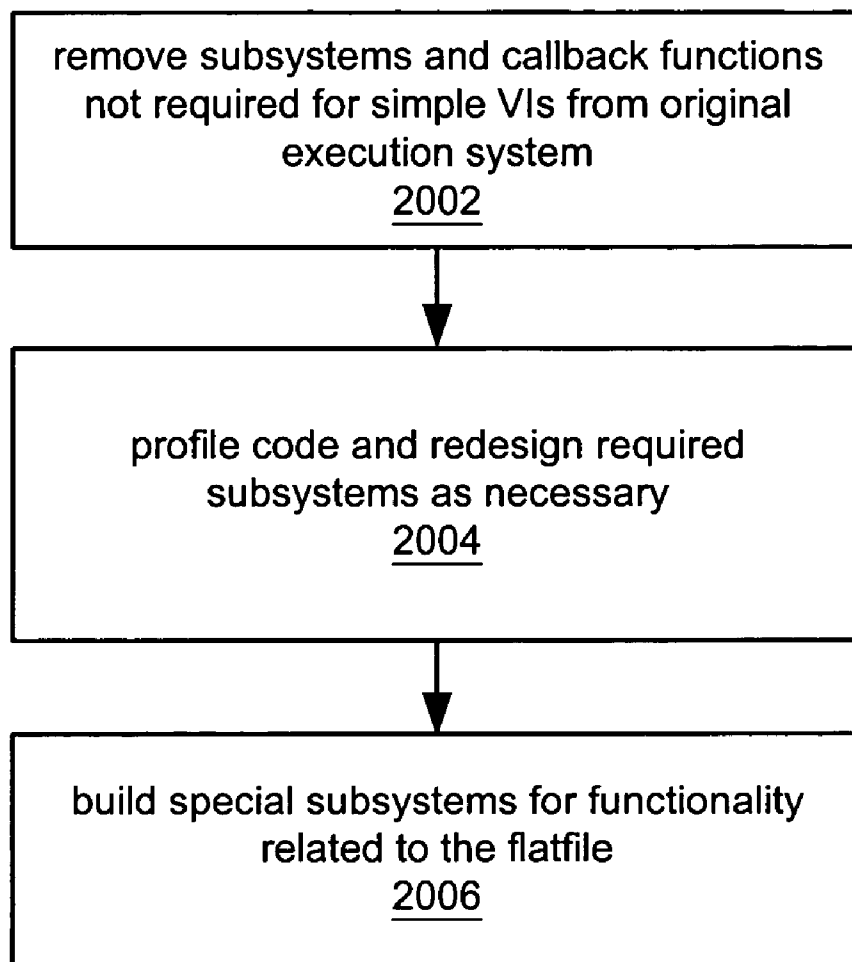 remove subsystems and callback functions
not required for simple VIs from original
execution system
2002
profile code and redesign required
subsystems as necessary
2004
build special subsystems for functionality
related to the flatfile
2006